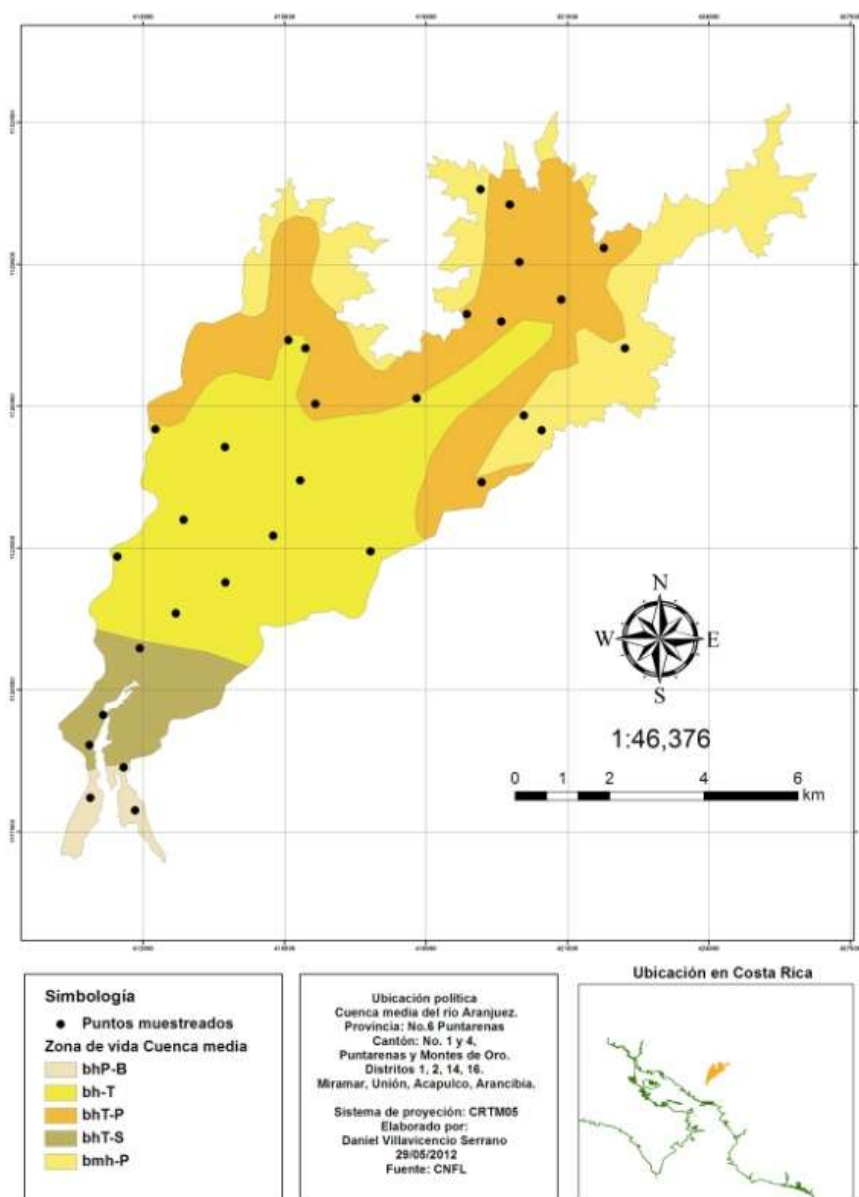 N
W
E
S
1:46,376
0 1 2 4 6
km
Simbología
Puntos muestreados
Zona de vida Cuenca media
bhP-B
bh-T
bhT-P
bhT-S
bmh-P
Ubicación política
Cuenca media del río Aranjuez.
Provincia: No.6 Puntarenas
Cantón: No. 1 y 4,
Puntarenas y Montes de Oro.
Distritos 1, 2, 14, 16.
Miramar, Unión, Acapulco, Arancibia.
Sistema de proyeción: CRTM05
Elaborado por:
Daniel Villavicencio Serrano
29/05/2012
Fuente: CNFL
Ubicación en Costa Rica